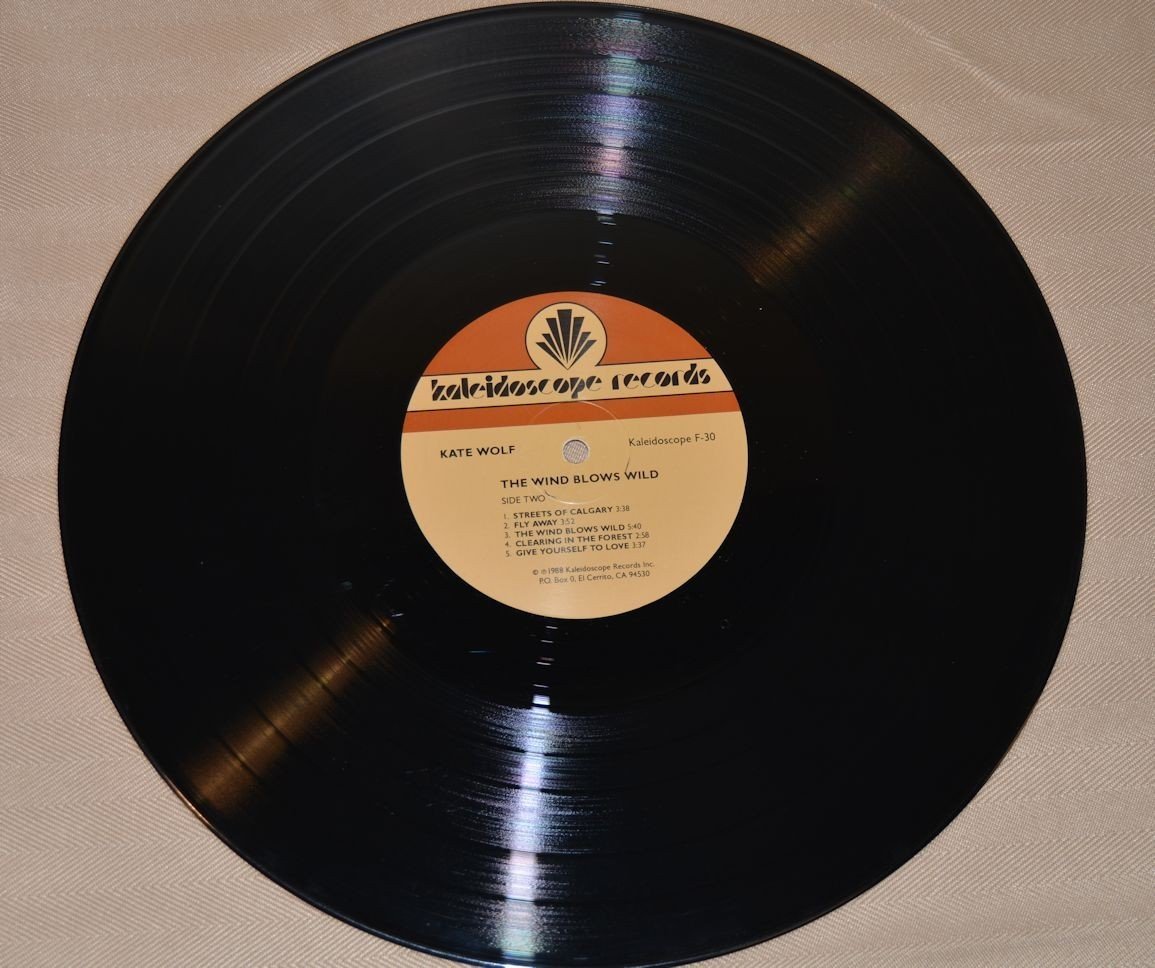 kaleidoscope records
KATE WOLF
Kaleidoscope F-30
THE WIND BLOWS WILD
SIDE TWO
1. STREETS OF CALGARY 3:38
2. FLY AWAY 3:52
3. THE WIND BLOWS WILD 5:40
4. CLEARING IN THE FOREST 2:58
5. GIVE YOURSELF TO LOVE 3:37
© ℗1988 Kaleidoscope Records Inc.
P.O. Box O, El Cerrito, CA 94530